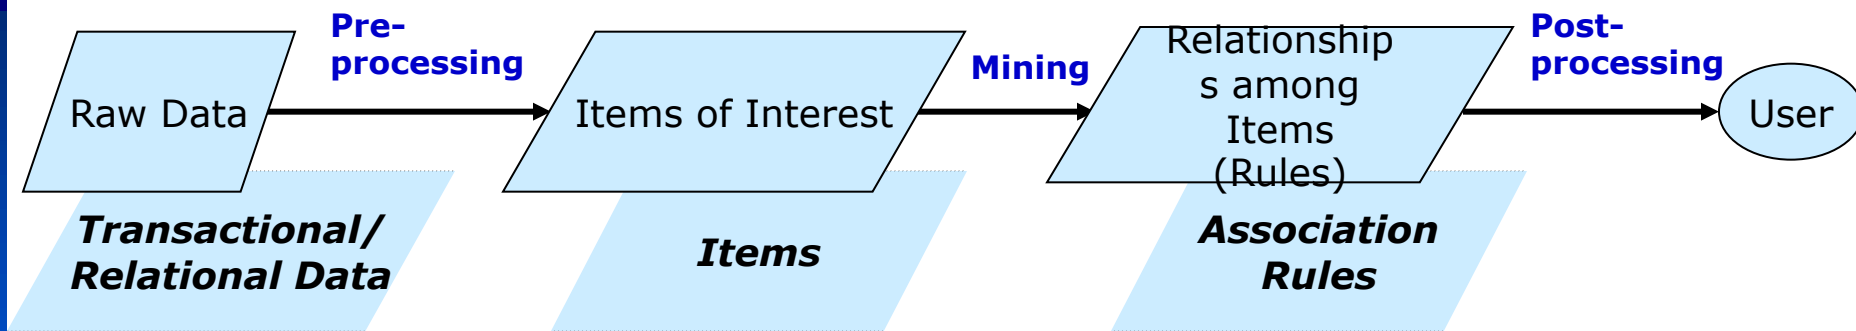 Raw Data
Pre-
processing
Items of Interest
Mining
Relationship
s among
Items
(Rules)
Post-
processing
User
Transactional/
Relational Data
Items
Association
Rules